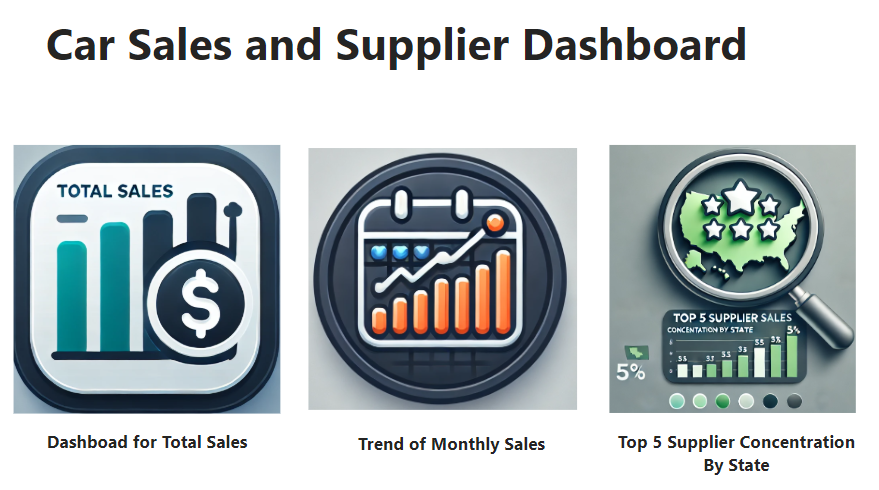 Car Sales and Supplier Dashboard
TOTAL SALES
$
TOP 5 SUPPLIER SALES
CONCENTRATION BY STATE
5%
5%
Dashboad for Total Sales
Trend of Monthly Sales
Top 5 Supplier Concentration
By State